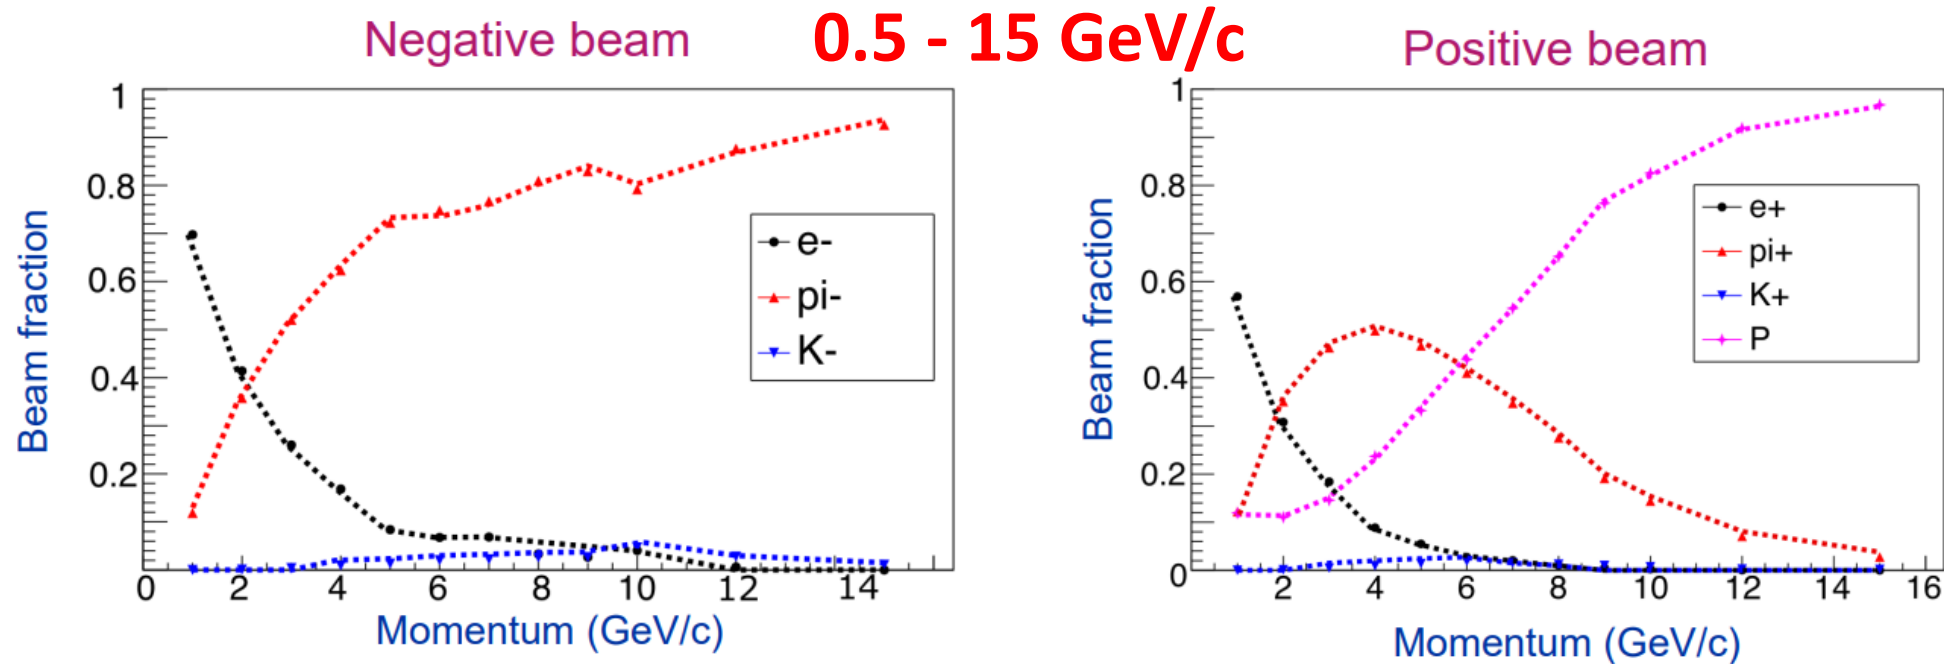 Negative beam
0.5 - 15 GeV/c
Positive beam
1
0.8
0.6
0.4
0.2
0
2
4
6
8
10
12
14
Beam fraction
Momentum (GeV/c)
e-
pi-
K-
1
0.8
0.6
0.4
0.2
0
2
4
6
8
10
12
14
16
Beam fraction
Momentum (GeV/c)
e+
pi+
K+
P